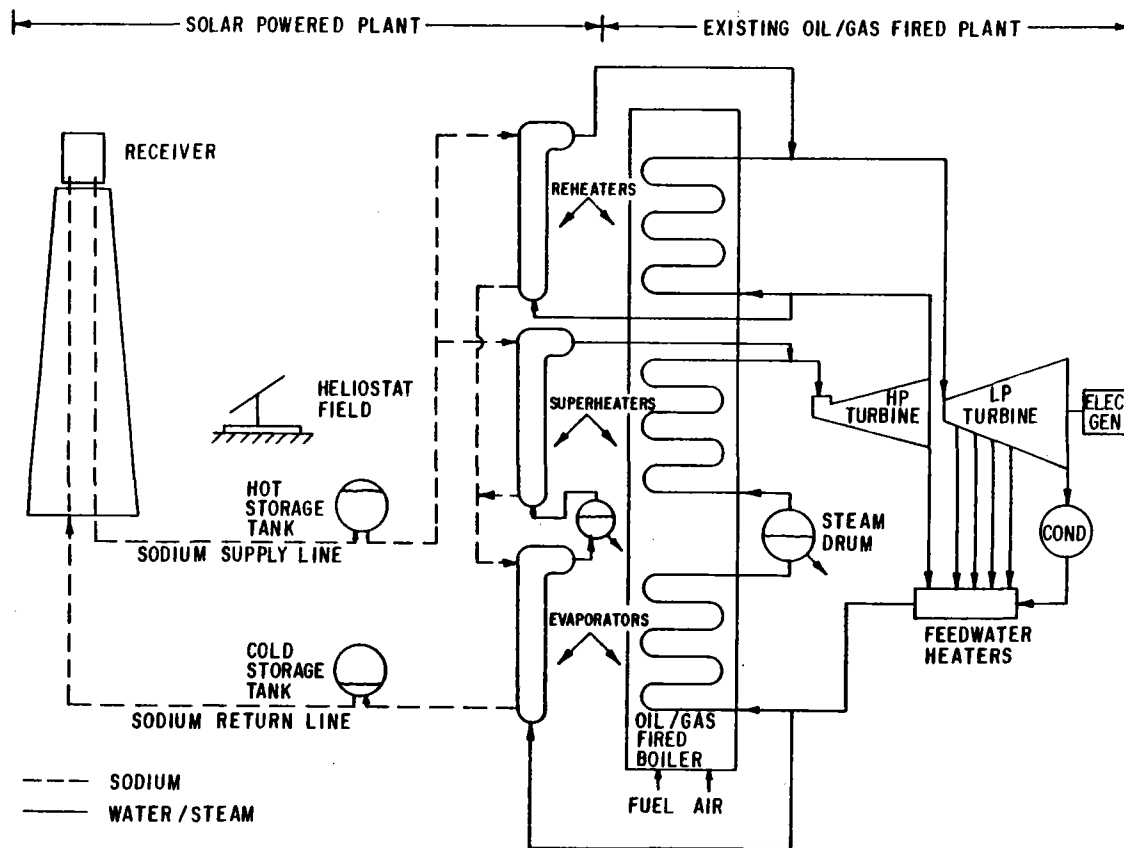 SOLAR POWERED PLANT
EXISTING OIL/GAS FIRED PLANT
RECEIVER
REHEATERS
HELIOSTAT
FIELD
SUPERHEATERS
HP
TURBINE
LP
TURBINE
ELEC
GEN
HOT
STORAGE
TANK
SODIUM SUPPLY LINE
STEAM
DRUM
COND
EVAPORATORS
FEEDWATER
HEATERS
COLD
STORAGE
TANK
SODIUM RETURN LINE
OIL/GAS
FIRED
BOILER
SODIUM
WATER/STEAM
FUEL AIR